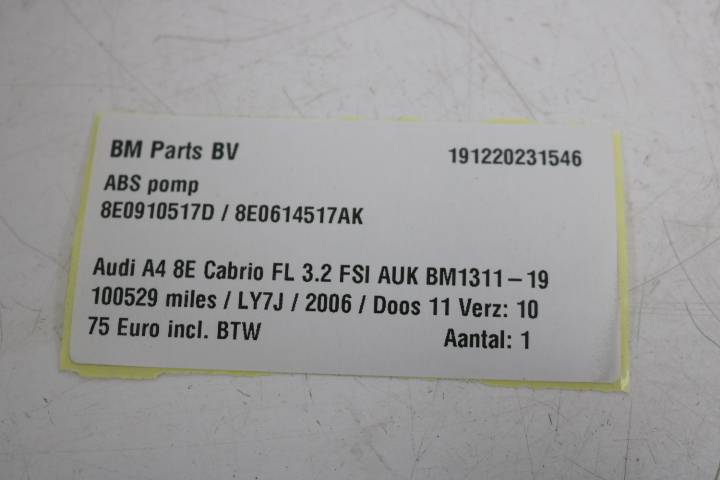 BM Parts BV 191220231546
ABS pomp
8E0910517D / 8E0614517AK
Audi A4 8E Cabrio FL 3.2 FSI AUK BM1311-19
100529 miles / LY7J / 2006 / Doos 11 Verz: 10
75 Euro incl. BTW Aantal: 1